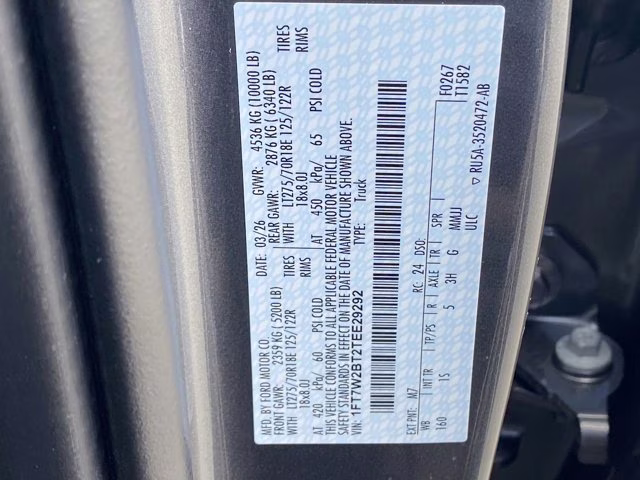 MFD. BY FORD MOTOR CO.
DATE: 03/26 GVWR: 4536 KG (10000 LB)
FRONT GAWR: 2359 KG (5200 LB) REAR GAWR: 2876 KG (6340 LB)
WITH LT275/70R18E 125/122R TIRES WITH LT275/70R18E 125/122R TIRES
18x8.0J RIMS 18x8.0J RIMS
AT 420 kPa/ 60 PSI COLD AT 450 kPa/ 65 PSI COLD
THIS VEHICLE CONFORMS TO ALL APPLICABLE FEDERAL MOTOR VEHICLE
SAFETY STANDARDS IN EFFECT ON THE DATE OF MANUFACTURE SHOWN ABOVE.
VIN: 1FT7W2BT2TEE29292 TYPE: Truck
F0267
T1582
EXT PNT: M7 RC: 24 DSO:
WB INT TR TP/PS R AXLE TR SPR
160 1S 5 3H G MMJJ
ULC ▽ RU5A-3520472-AB